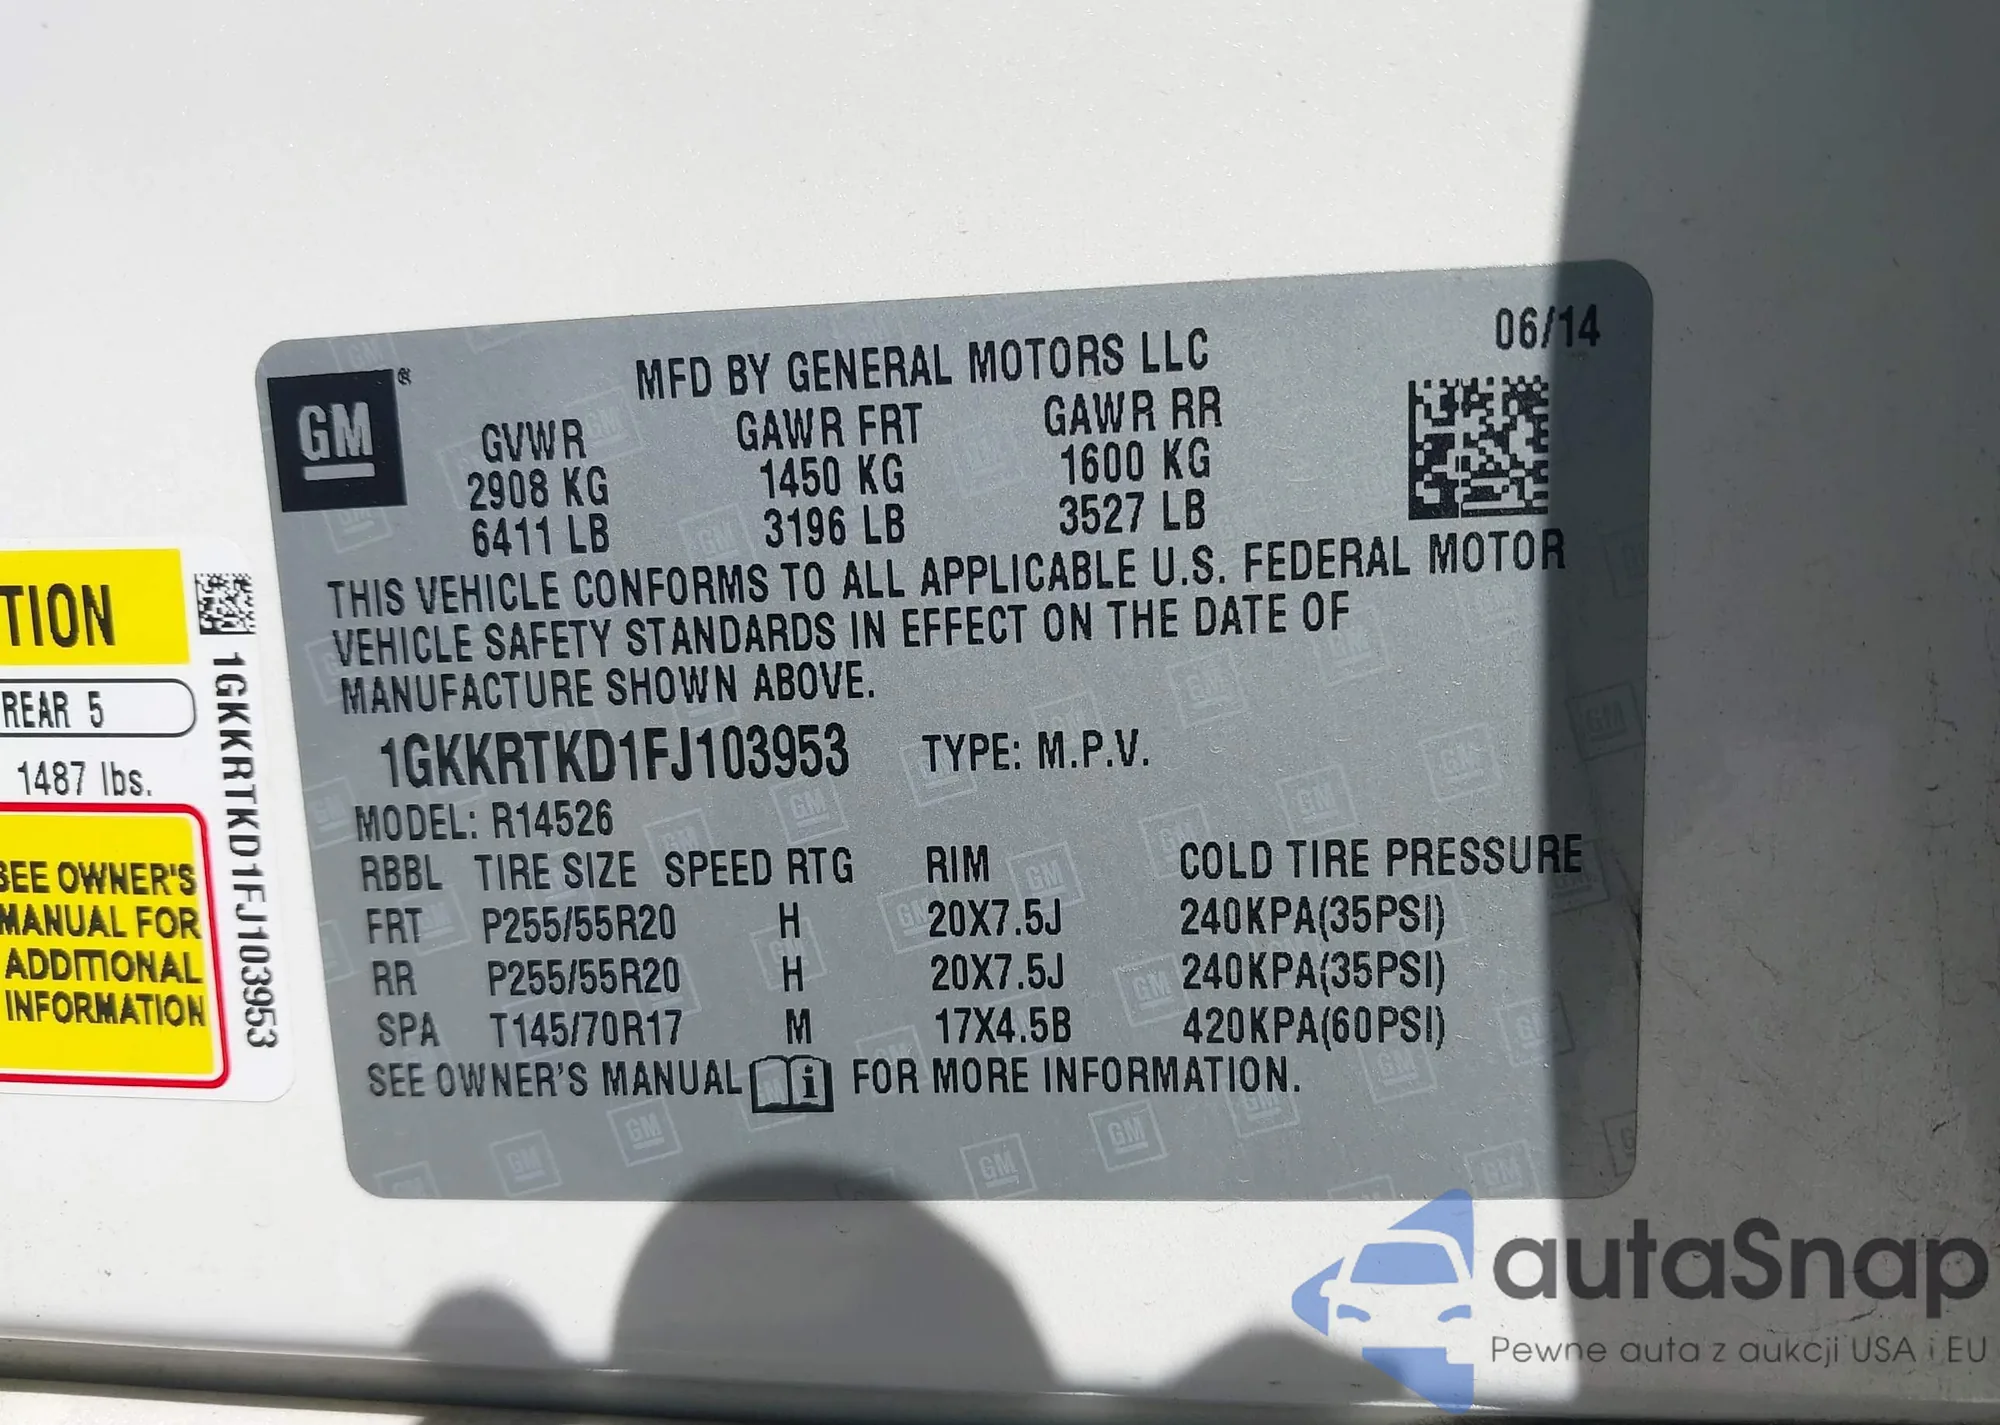 TION
REAR 5
1487 lbs.
SEE OWNER'S
MANUAL FOR
ADDITIONAL
INFORMATION
1GKKRTKD1FJ103953
GM®
MFD BY GENERAL MOTORS LLC 06/14
GVWR GAWR FRT GAWR RR
2908 KG 1450 KG 1600 KG
6411 LB 3196 LB 3527 LB
THIS VEHICLE CONFORMS TO ALL APPLICABLE U.S. FEDERAL MOTOR
VEHICLE SAFETY STANDARDS IN EFFECT ON THE DATE OF
MANUFACTURE SHOWN ABOVE.
1GKKRTKD1FJ103953 TYPE: M.P.V.
MODEL: R14526
RBBL TIRE SIZE SPEED RTG RIM COLD TIRE PRESSURE
FRT P255/55R20 H 20X7.5J 240KPA(35PSI)
RR P255/55R20 H 20X7.5J 240KPA(35PSI)
SPA T145/70R17 M 17X4.5B 420KPA(60PSI)
SEE OWNER'S MANUAL i FOR MORE INFORMATION.
autaSnap
Pewne auta z aukcji USA i EU